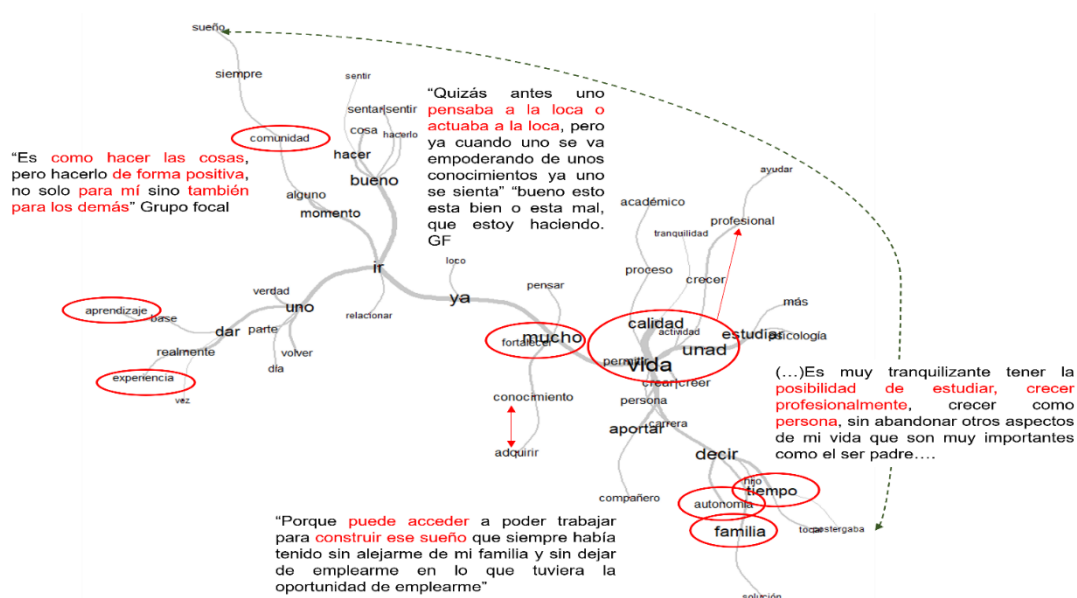 sueño
siempre
comunidad
alguno
momento
sentir
sentar|sentir
cosa
hacerlo
hacer
bueno
“Es como hacer las cosas,
pero hacerlo de forma positiva,
no solo para mí sino también
para los demás” Grupo focal
“Quizás antes uno
pensaba a la loca o
actuaba a la loca, pero
ya cuando uno se va
empoderando de unos
conocimientos ya uno
se sienta” “bueno esto
esta bien o esta mal,
que estoy haciendo.
GF
ir
relacionar
verdad
uno
aprendizaje
base
dar
parte
realmente
volver
día
experiencia
vez
loco
ya
pensar
mucho
fortalecer
conocimiento
adquirir
ayudar
académico
profesional
tranquilidad
proceso
crecer
calidad
actividad
más
estudiar
psicología
unad
permitir
vida
crear|creer
persona
carrera
aportar
compañero
decir
(…)Es muy tranquilizante tener la
posibilidad de estudiar, crecer
profesionalmente, crecer como
persona, sin abandonar otros aspectos
de mi vida que son muy importantes
como el ser padre….
tiempo
autonomía
familia
tocar
postergaba
solución
“Porque puede acceder a poder trabajar
para construir ese sueño que siempre había
tenido sin alejarme de mi familia y sin dejar
de emplearme en lo que tuviera la
oportunidad de emplearme”